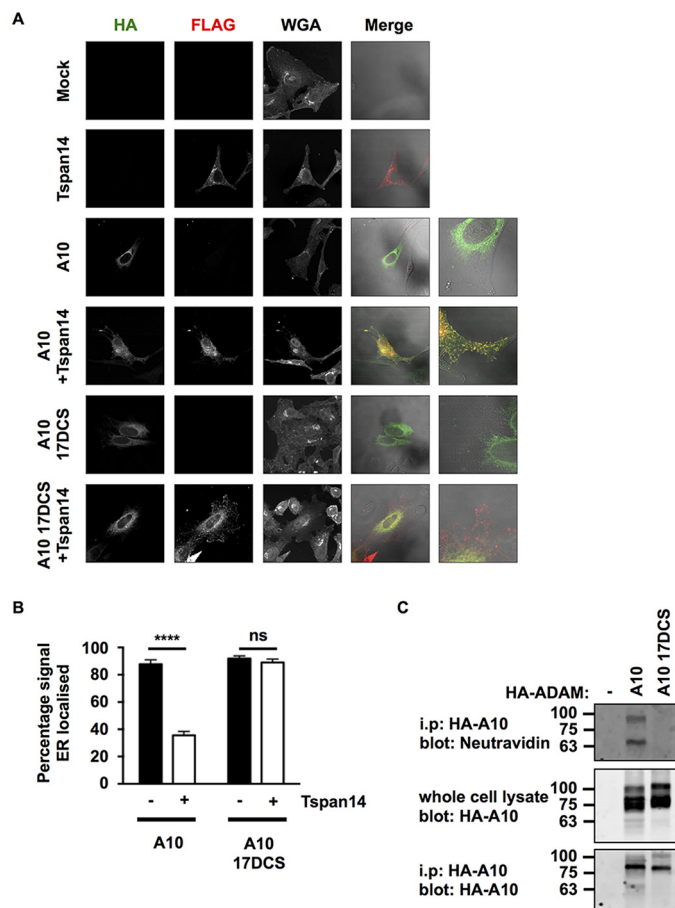 A
HA FLAG WGA Merge
Mock
Tspan14
A10
A10
+Tspan14
A10
17DCS
A10 17DCS
+Tspan14
B
Percentage signal
ER localised
100
80
60
40
20
0
**** ns
- + - + Tspan14
A10 A10
17DCS
C
HA-ADAM: - A10 A10 17DCS
i.p: HA-A10
blot: Neutravidin
100
75
63
whole cell lysate
blot: HA-A10
100
75
63
i.p: HA-A10
blot: HA-A10
100
75
63